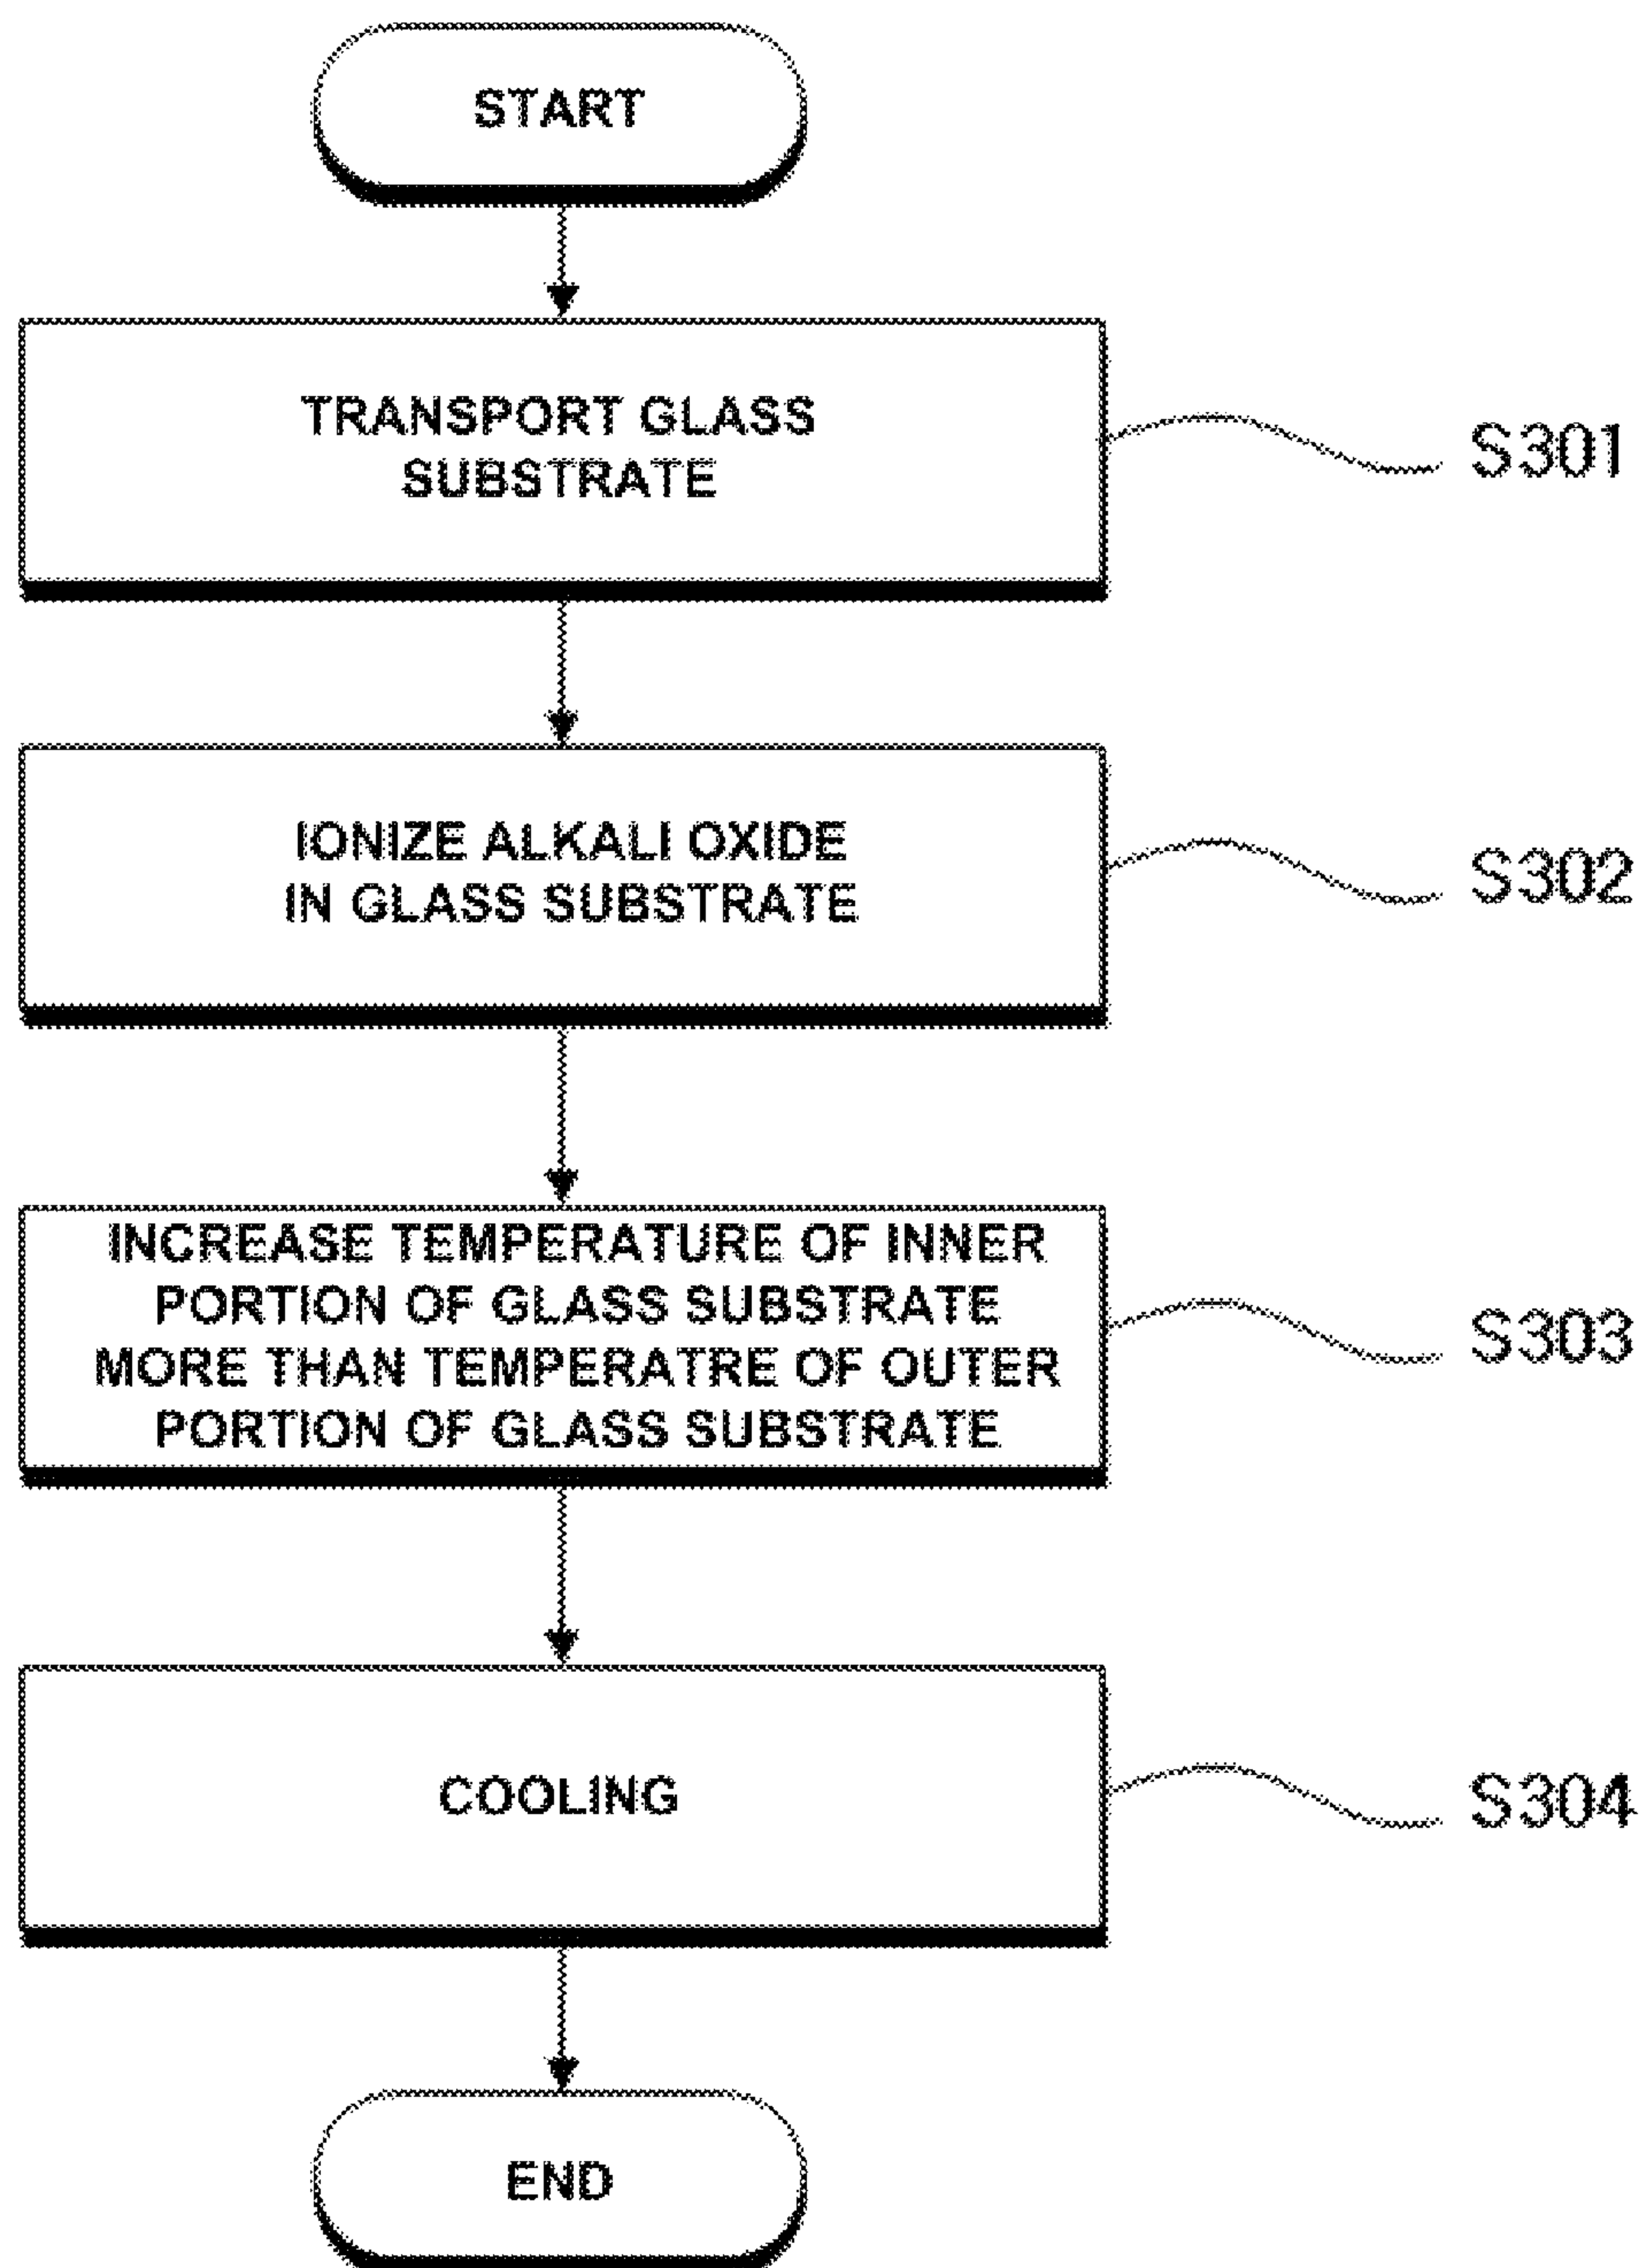 START
TRANSPORT GLASS
SUBSTRATE
S301
IONIZE ALKALI OXIDE
IN GLASS SUBSTRATE
S302
INCREASE TEMPERATURE OF INNER
PORTION OF GLASS SUBSTRATE
MORE THAN TEMPERATRE OF OUTER
PORTION OF GLASS SUBSTRATE
S303
COOLING
S304
END